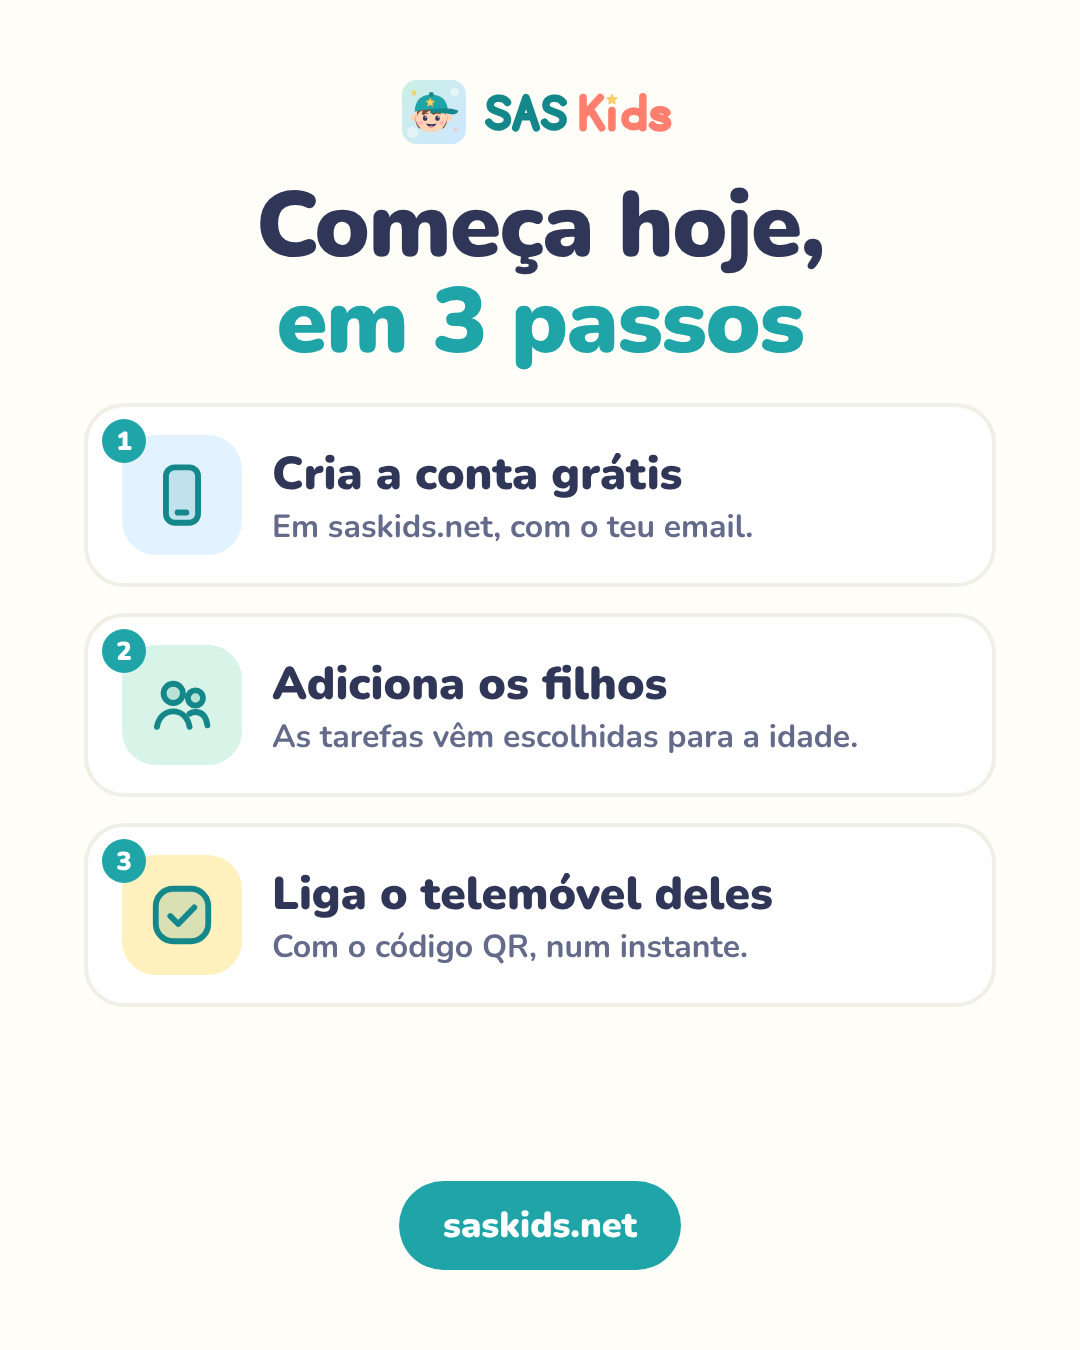 SAS Kids
Começa hoje,
em 3 passos
1
Cria a conta grátis
Em saskids.net, com o teu email.
2
Adiciona os filhos
As tarefas vêm escolhidas para a idade.
3
Liga o telemóvel deles
Com o código QR, num instante.
saskids.net